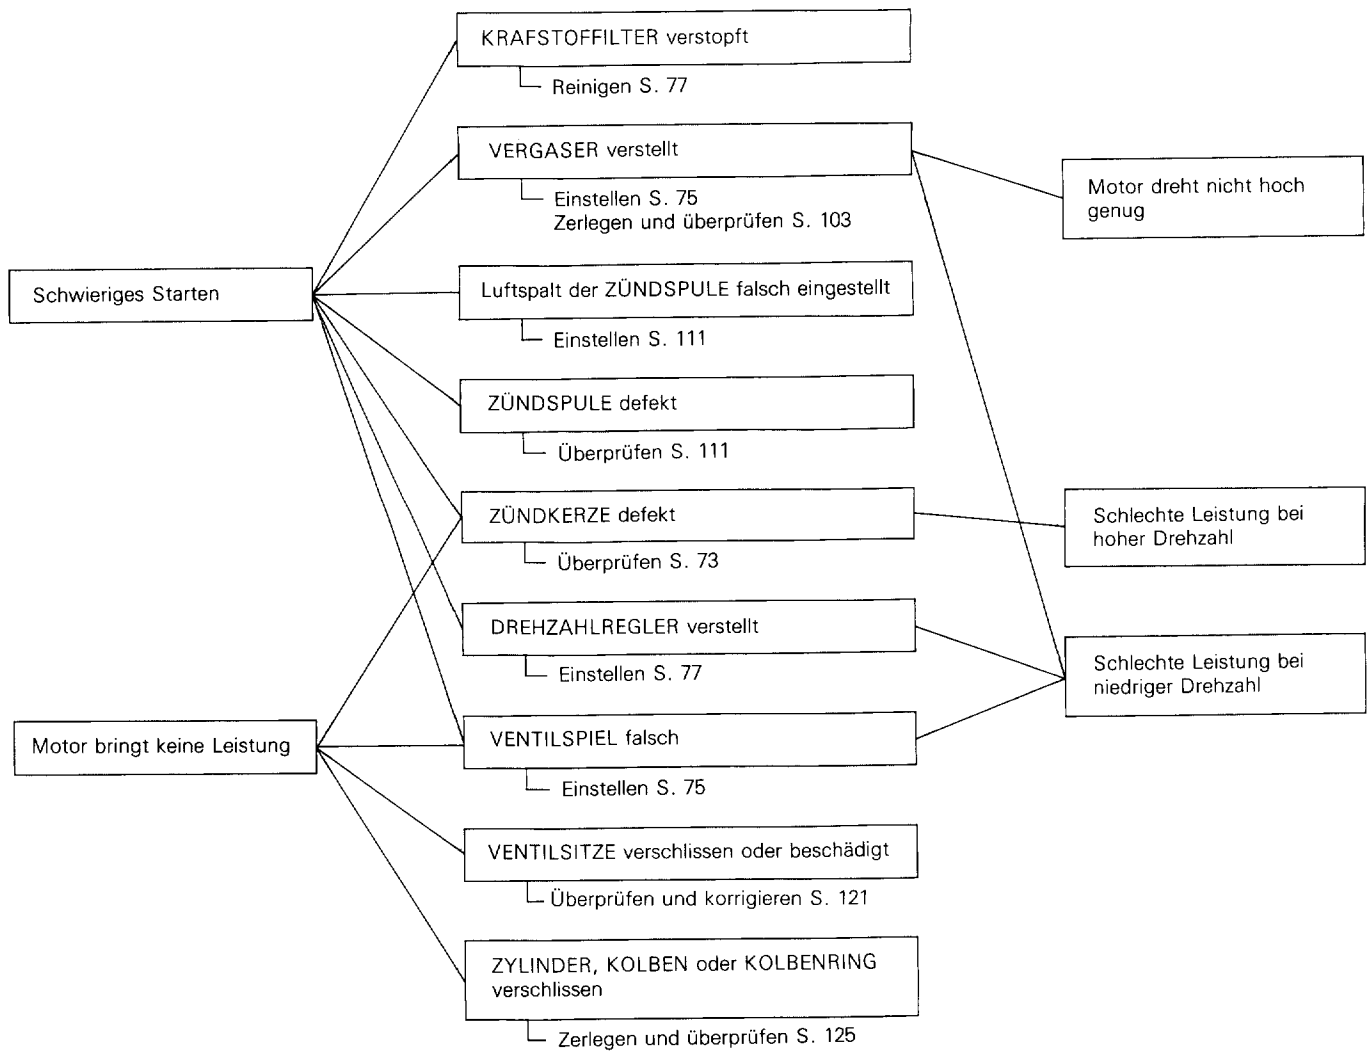 KRAFSTOFFILTER verstopft
Reinigen S. 77
VERGASER verstellt
Einstellen S. 75
Zerlegen und überprüfen S. 103
Motor dreht nicht hoch
genug
Schwieriges Starten
Luftspalt der ZÜNDSPULE falsch eingestellt
Einstellen S. 111
ZÜNDSPULE defekt
Überprüfen S. 111
ZÜNDKERZE defekt
Überprüfen S. 73
Schlechte Leistung bei
hoher Drehzahl
DREHZAHLREGLER verstellt
Einstellen S. 77
Schlechte Leistung bei
niedriger Drehzahl
Motor bringt keine Leistung
VENTILSPIEL falsch
Einstellen S. 75
VENTILSITZE verschlissen oder beschädigt
Überprüfen und korrigieren S. 121
ZYLINDER, KOLBEN oder KOLBENRING
verschlissen
Zerlegen und überprüfen S. 125